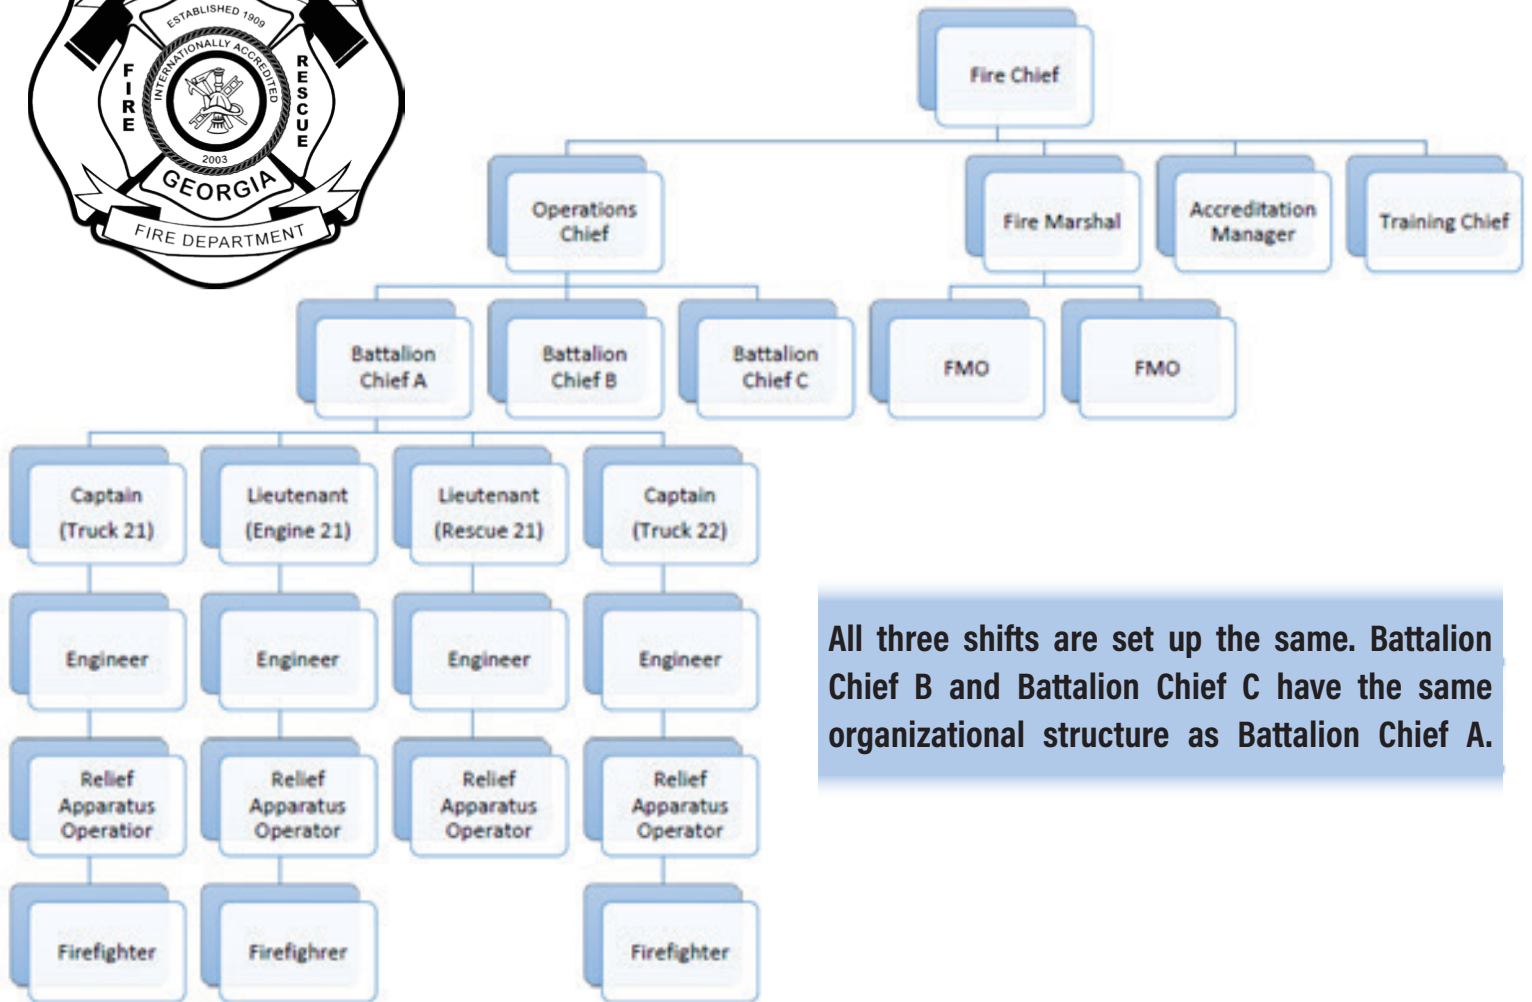 ESTABLISHED 1909
INTERNATIONALLY ACCREDITED
FIRE
RESCUE
2003
GEORGIA
FIRE DEPARTMENT
Fire Chief
Operations
Chief
Fire Marshal
Accreditation
Manager
Training Chief
Battalion
Chief A
Battalion
Chief B
Battalion
Chief C
FMO
FMO
Captain
(Truck 21)
Lieutenant
(Engine 21)
Lieutenant
(Rescue 21)
Captain
(Truck 22)
Engineer
Engineer
Engineer
Engineer
Relief
Apparatus
Operatior
Relief
Apparatus
Operator
Relief
Apparatus
Operator
Relief
Apparatus
Operator
Firefighter
Firefighrer
Firefighter
All three shifts are set up the same. Battalion
Chief B and Battalion Chief C have the same
organizational structure as Battalion Chief A.